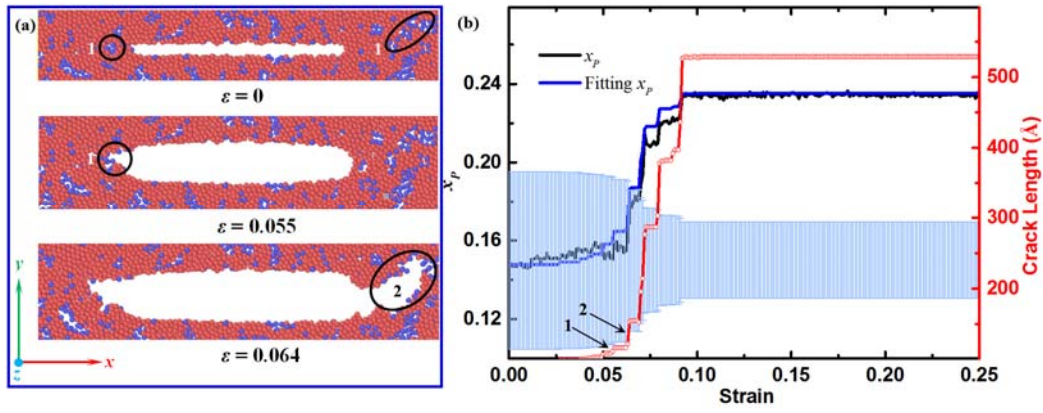 (a)
1
1
ε = 0
1
ε = 0.055
2
y
x
z
ε = 0.064
(b)
x_P
Fitting x_P
0.24
0.20
0.16
0.12
x_P
500
400
300
200
Crack Length (Å)
1
2
0.00
0.05
0.10
0.15
0.20
0.25
Strain